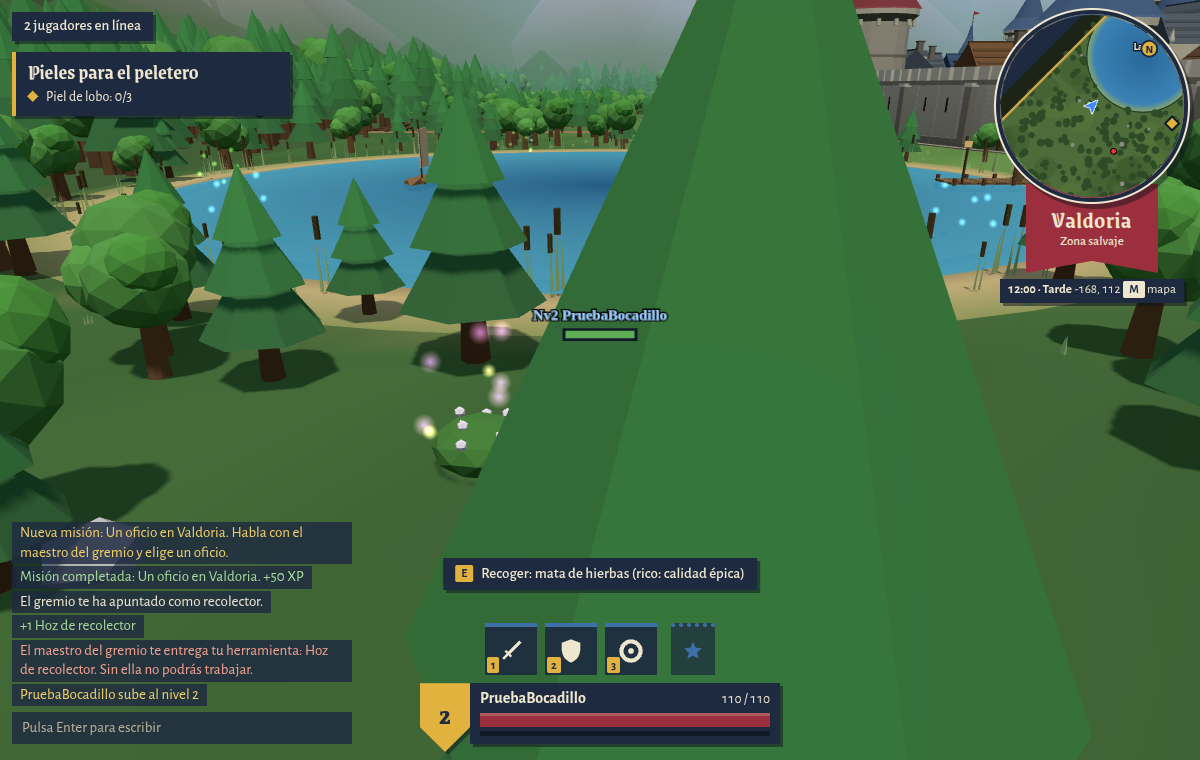 2 jugadores en línea
Pieles para el peletero
Piel de lobo: 0/3
N
Valdoria
Zona salvaje
12:00 · Tarde -168, 112 M mapa
Nv2 PruebaBocadillo
Nueva misión: Un oficio en Valdoria. Habla con el
maestro del gremio y elige un oficio.
Misión completada: Un oficio en Valdoria. +50 XP
El gremio te ha apuntado como recolector.
+1 Hoz de recolector
El maestro del gremio te entrega tu herramienta: Hoz
de recolector. Sin ella no podrás trabajar.
PruebaBocadillo sube al nivel 2
Pulsa Enter para escribir
E Recoger: mata de hierbas (rico: calidad épica)
1 2 3
2
PruebaBocadillo 110/110